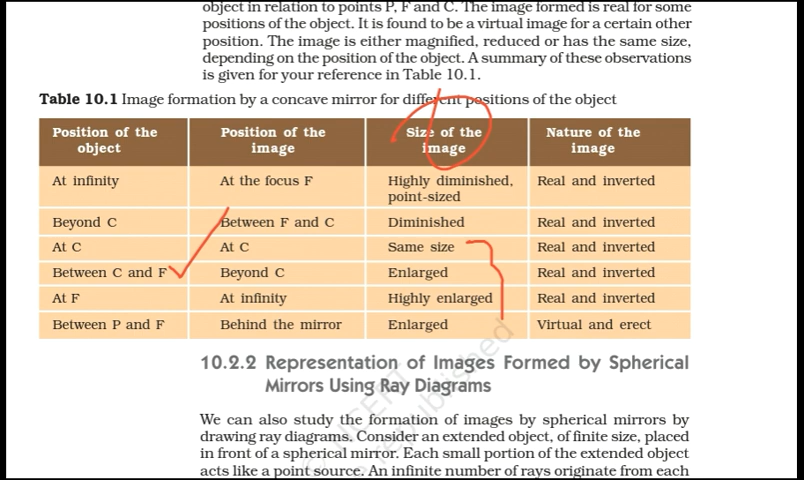 object in relation to points P, F and C. The image formed is real for some
positions of the object. It is found to be a virtual image for a certain other
position. The image is either magnified, reduced or has the same size,
depending on the position of the object. A summary of these observations
is given for your reference in Table 10.1.
Table 10.1 Image formation by a concave mirror for different positions of the object
Position of the object Position of the image Size of the image Nature of the image
At infinity At the focus F Highly diminished, point-sized Real and inverted
Beyond C Between F and C Diminished Real and inverted
At C At C Same size Real and inverted
Between C and F Beyond C Enlarged Real and inverted
At F At infinity Highly enlarged Real and inverted
Between P and F Behind the mirror Enlarged Virtual and erect
10.2.2 Representation of Images Formed by Spherical
Mirrors Using Ray Diagrams
We can also study the formation of images by spherical mirrors by
drawing ray diagrams. Consider an extended object, of finite size, placed
in front of a spherical mirror. Each small portion of the extended object
acts like a point source. An infinite number of rays originate from each